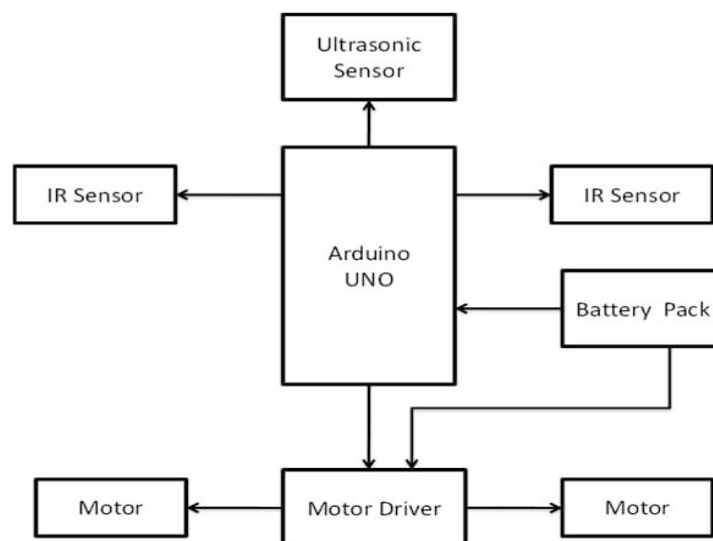 Ultrasonic
Sensor
IR Sensor
IR Sensor
Arduino
UNO
Battery Pack
Motor
Motor Driver
Motor